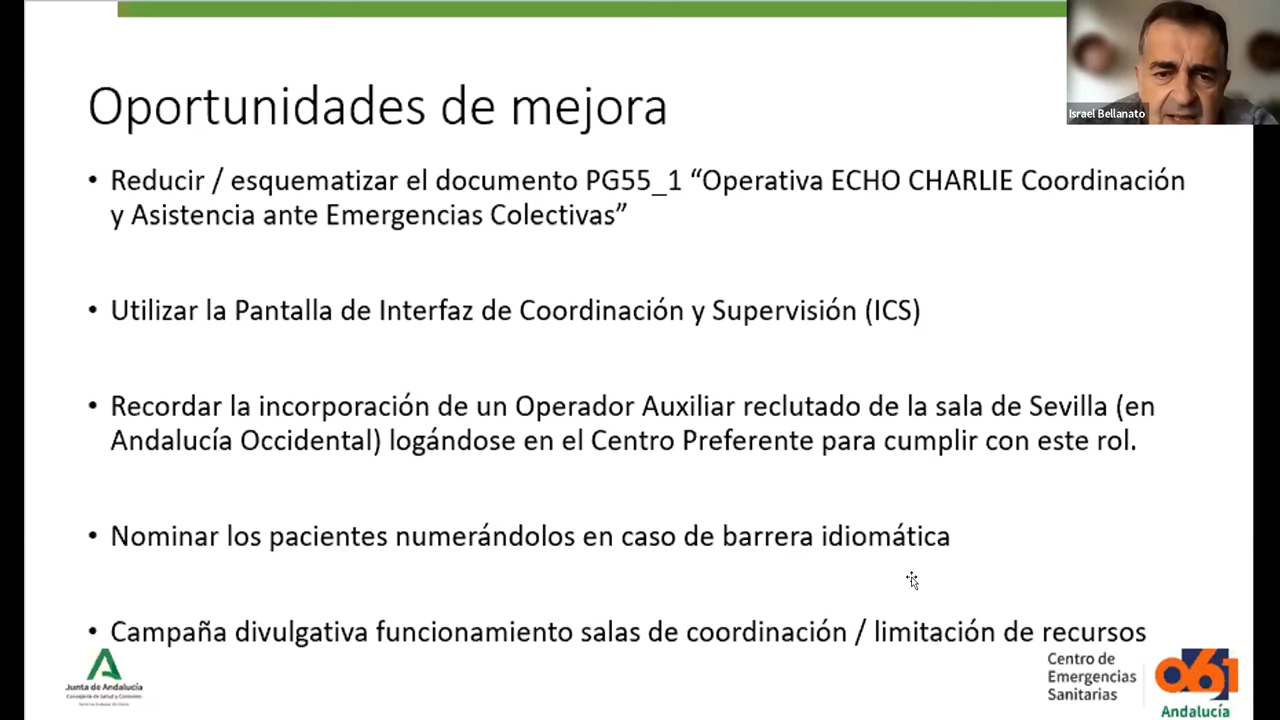 Oportunidades de mejora
Israel Bellanato
• Reducir / esquematizar el documento PG55_1 “Operativa ECHO CHARLIE Coordinación
y Asistencia ante Emergencias Colectivas”
• Utilizar la Pantalla de Interfaz de Coordinación y Supervisión (ICS)
• Recordar la incorporación de un Operador Auxiliar reclutado de la sala de Sevilla (en
Andalucía Occidental) logándose en el Centro Preferente para cumplir con este rol.
• Nominar los pacientes numerándolos en caso de barrera idiomática
• Campaña divulgativa funcionamiento salas de coordinación / limitación de recursos
Junta de Andalucía
Consejería de Salud y Consumo
Centro de
Emergencias
Sanitarias
061
Andalucía